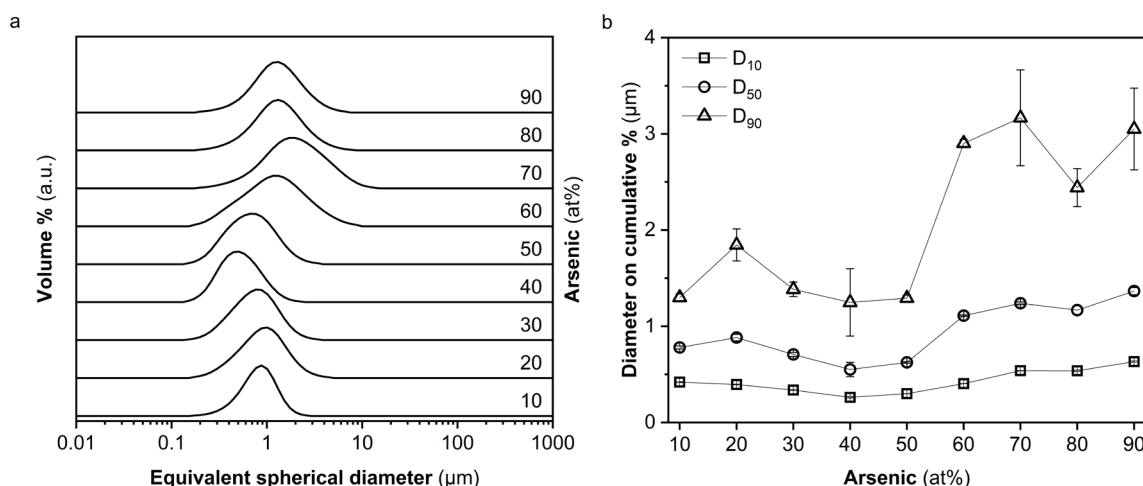 a
Volume % (a.u.)
90
80
70
60
50
40
30
20
10
Arsenic (at%)
0.01 0.1 1 10 100 1000
Equivalent spherical diameter (μm)
b
Diameter on cumulative % (μm)
4
3
2
1
0
D10
D50
D90
10 20 30 40 50 60 70 80 90
Arsenic (at%)